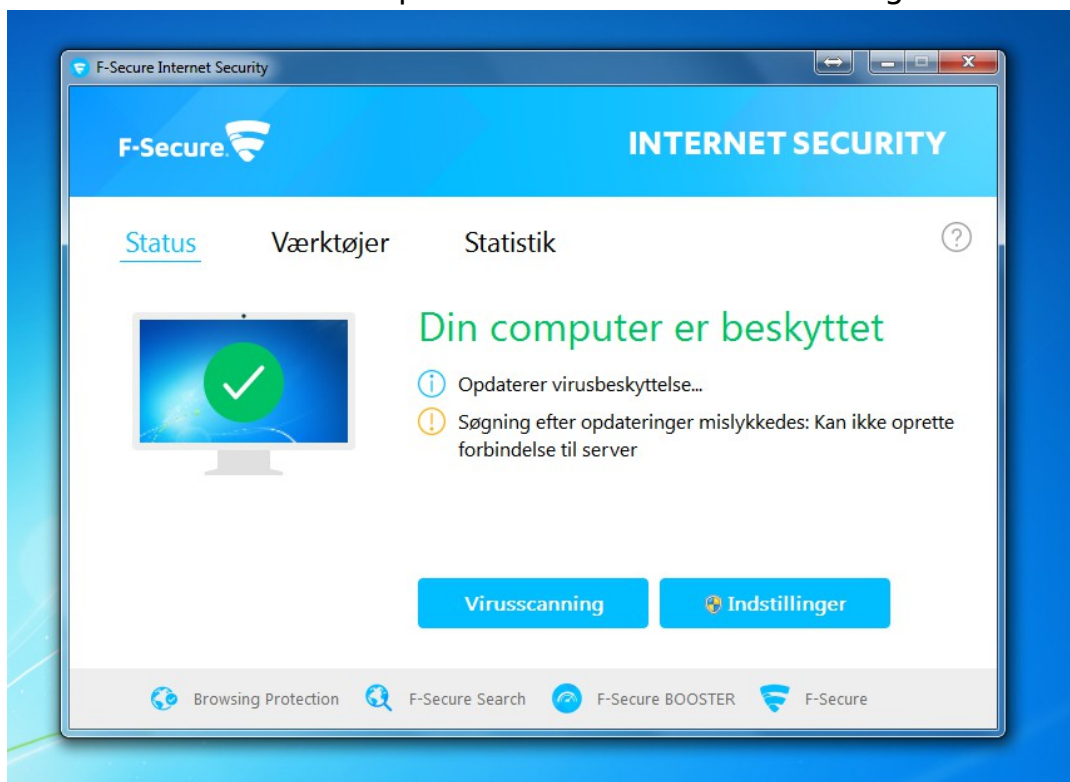 F-Secure Internet Security
F-Secure.
INTERNET SECURITY
Status
Værktøjer
Statistik
?
Din computer er beskyttet
Opdaterer virusbeskyttelse...
Søgning efter opdateringer mislykkedes: Kan ikke oprette
forbindelse til server
Virusscanning
Indstillinger
Browsing Protection
F-Secure Search
F-Secure BOOSTER
F-Secure